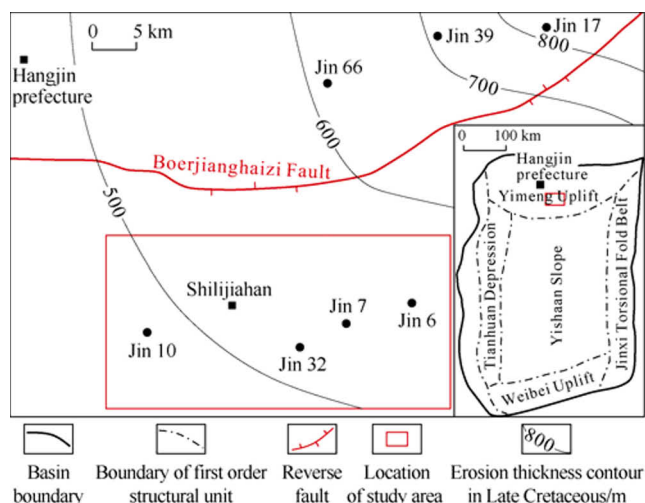 0 5 km
Jin 39
Jin 17
800
Hangjin
prefecture
Jin 66
700
600
0 100 km
Hangjin
prefecture
Boerjianghaizi Fault
Yimeng Uplift
500
Tianhuan Depression
Yishaan Slope
Jinxi Torsional Fold Belt
Shilijiahan
Jin 7
Jin 6
Jin 10
Jin 32
Weibei Uplift
800
Basin
boundary
Boundary of first order
structural unit
Reverse
fault
Location
of study area
Erosion thickness contour
in Late Cretaceous/m